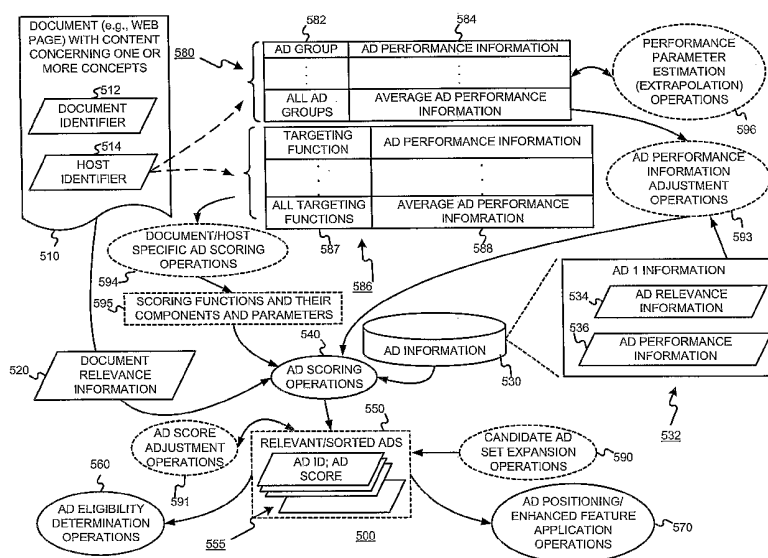 DOCUMENT (e.g., WEB
PAGE) WITH CONTENT
CONCERNING ONE OR
MORE CONCEPTS
512
DOCUMENT
IDENTIFIER
514
HOST
IDENTIFIER
510
580
582
584
AD GROUP
AD PERFORMANCE INFORMATION
ALL AD
GROUPS
AVERAGE AD PERFORMANCE
INFORMATION
TARGETING
FUNCTION
AD PERFORMANCE INFORMATION
ALL TARGETING
FUNCTIONS
AVERAGE AD PERFORMANCE
INFOMRATION
587
588
586
PERFORMANCE
PARAMETER
ESTIMATION
(EXTRAPOLATION)
OPERATIONS
596
AD PERFORMANCE
INFORMATION
ADJUSTMENT
OPERATIONS
593
DOCUMENT/HOST
SPECIFIC AD SCORING
OPERATIONS
594
595
SCORING FUNCTIONS AND THEIR
COMPONENTS AND PARAMETERS
AD 1 INFORMATION
534
AD RELEVANCE
INFORMATION
536
AD PERFORMANCE
INFORMATION
532
540
AD SCORING
OPERATIONS
AD INFORMATION
530
520
DOCUMENT
RELEVANCE
INFORMATION
550
RELEVANT/SORTED ADS
AD ID; AD
SCORE
555
500
AD SCORE
ADJUSTMENT
OPERATIONS
591
CANDIDATE AD
SET EXPANSION
OPERATIONS
590
560
AD ELIGIBILITY
DETERMINATION
OPERATIONS
AD POSITIONING/
ENHANCED FEATURE
APPLICATION
OPERATIONS
570